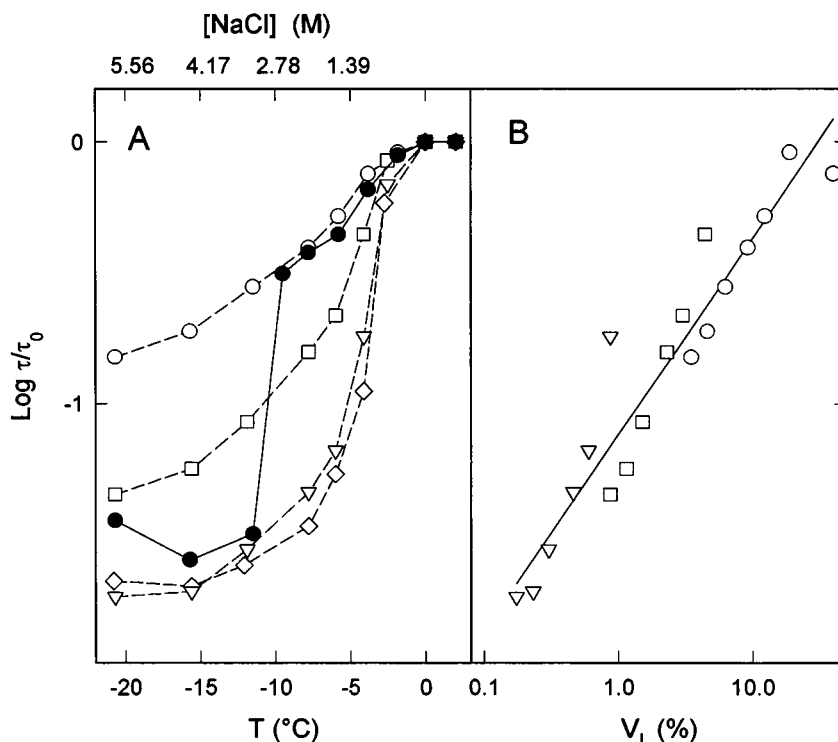 [NaCl] (M)
5.56 4.17 2.78 1.39
A B
0
-1
Log τ/τ0
-20 -15 -10 -5 0 0.1 1.0 10.0
T (°C) VL (%)